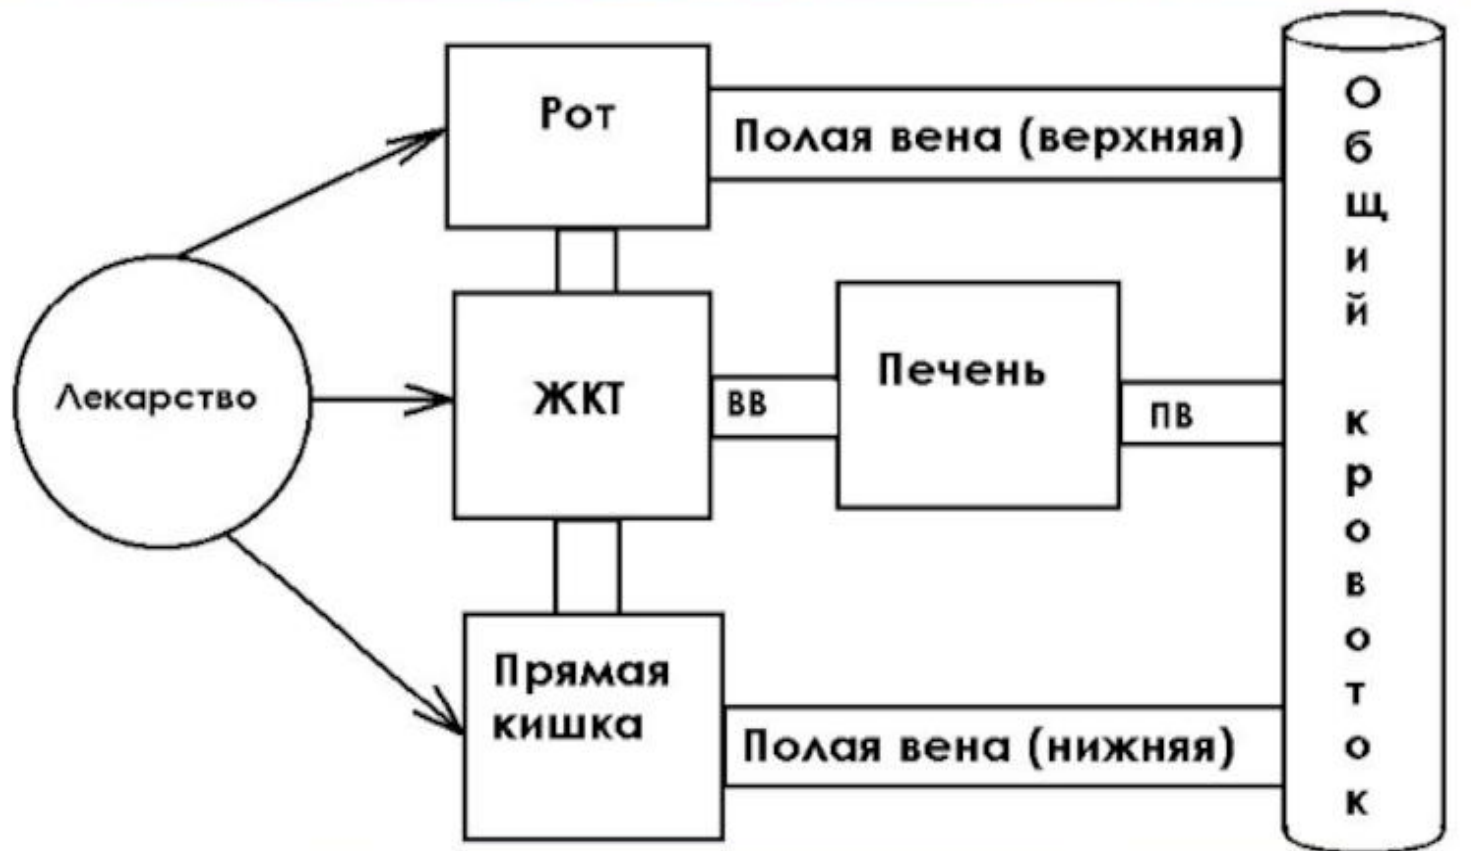 Рот
Полая вена (верхняя)
Лекарство
ЖКТ
ВВ
Печень
ПВ
Прямая
кишка
Полая вена (нижняя)
Общий кровоток